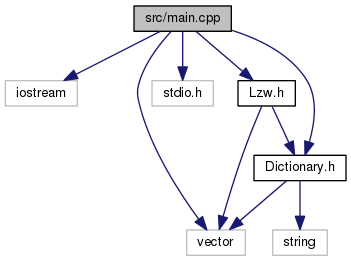 src/main.cpp
iostream
stdio.h
Lzw.h
Dictionary.h
vector
string